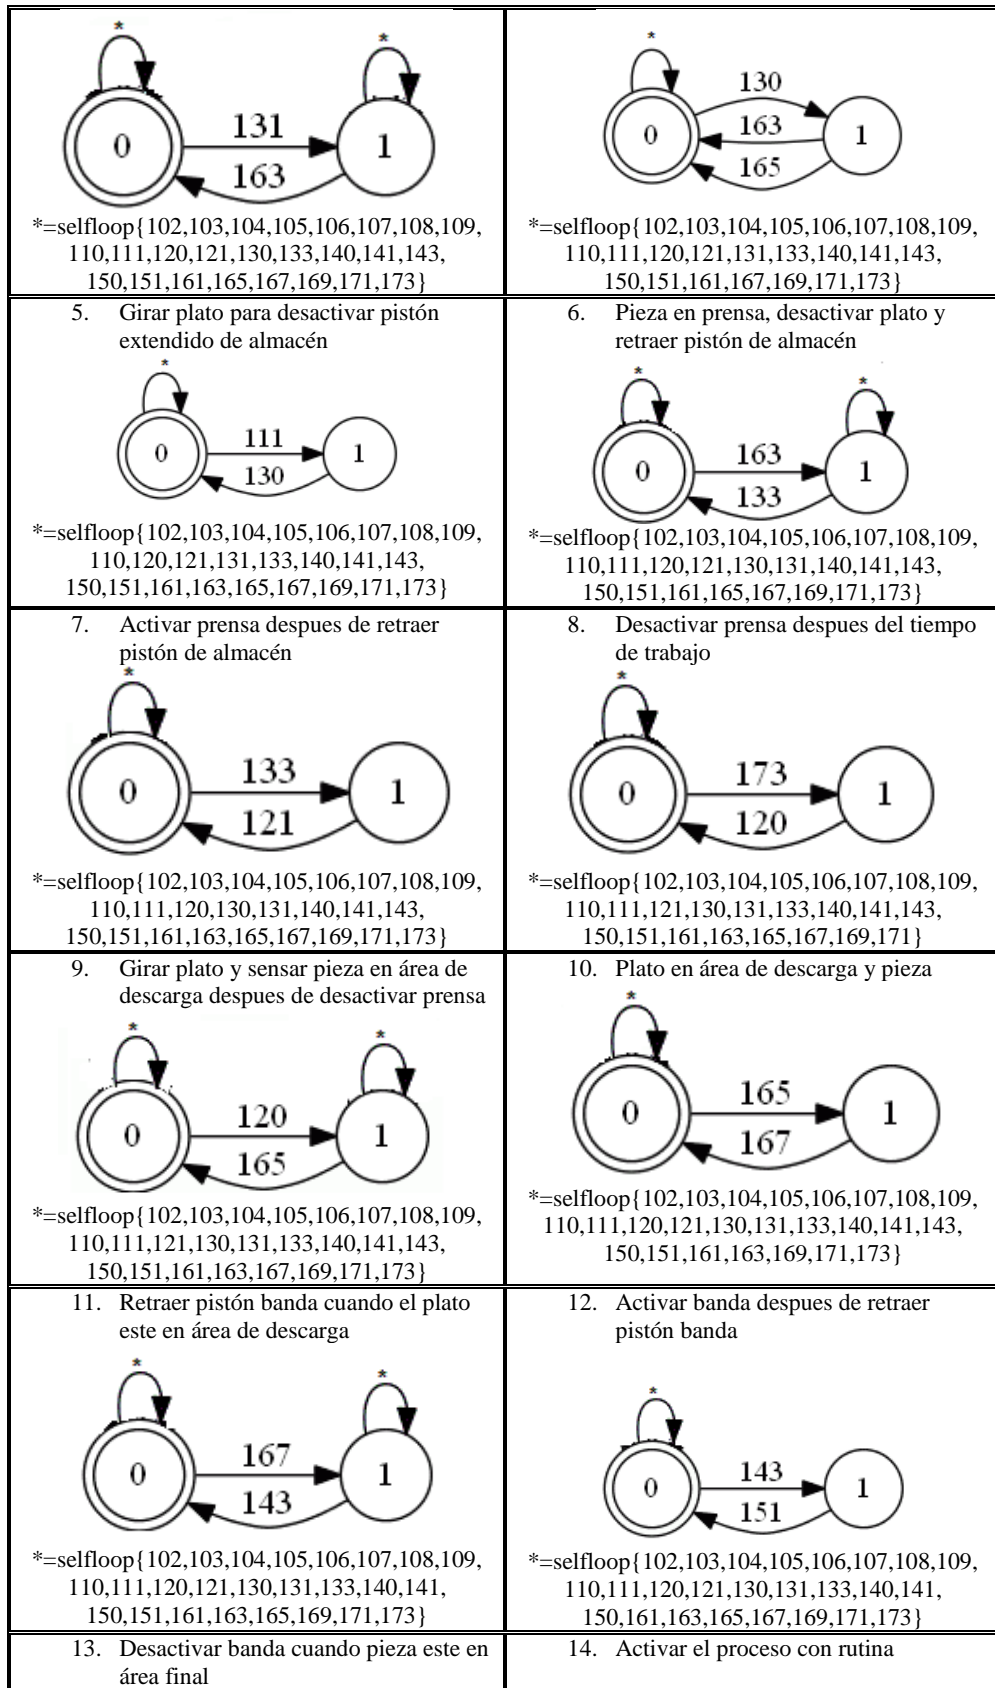 *
*
131
0
1
163
*=selfloop{102,103,104,105,106,107,108,109,
110,111,120,121,130,133,140,141,143,
150,151,161,165,167,169,171,173}
*
130
0
163
1
165
*=selfloop{102,103,104,105,106,107,108,109,
110,111,120,121,131,133,140,141,143,
150,151,161,167,169,171,173}
5. Girar plato para desactivar pistón
extendido de almacén
*
0
111
1
130
*=selfloop{102,103,104,105,106,107,108,109,
110,120,121,131,133,140,141,143,
150,151,161,163,165,167,169,171,173}
6. Pieza en prensa, desactivar plato y
retraer pistón de almacén
*
*
0
163
1
133
*=selfloop{102,103,104,105,106,107,108,109,
110,111,120,121,130,131,140,141,143,
150,151,161,165,167,169,171,173}
7. Activar prensa despues de retraer
pistón de almacén
*
0
133
1
121
*=selfloop{102,103,104,105,106,107,108,109,
110,111,120,130,131,140,141,143,
150,151,161,163,165,167,169,171,173}
8. Desactivar prensa despues del tiempo
de trabajo
*
0
173
1
120
*=selfloop{102,103,104,105,106,107,108,109,
110,111,121,130,131,133,140,141,143,
150,151,161,163,165,167,169,171}
9. Girar plato y sensar pieza en área de
descarga despues de desactivar prensa
*
*
0
120
1
165
*=selfloop{102,103,104,105,106,107,108,109,
110,111,121,130,131,133,140,141,143,
150,151,161,163,167,169,171,173}
10. Plato en área de descarga y pieza
*
0
165
1
167
*=selfloop{102,103,104,105,106,107,108,109,
110,111,120,121,130,131,133,140,141,143,
150,151,161,163,169,171,173}
11. Retraer pistón banda cuando el plato
este en área de descarga
*
*
0
167
1
143
*=selfloop{102,103,104,105,106,107,108,109,
110,111,120,121,130,131,133,140,141,
150,151,161,163,165,169,171,173}
12. Activar banda despues de retraer
pistón banda
*
0
143
1
151
*=selfloop{102,103,104,105,106,107,108,109,
110,111,120,121,130,131,133,140,141,
150,161,163,165,167,169,171,173}
13. Desactivar banda cuando pieza este en
área final
14. Activar el proceso con rutina